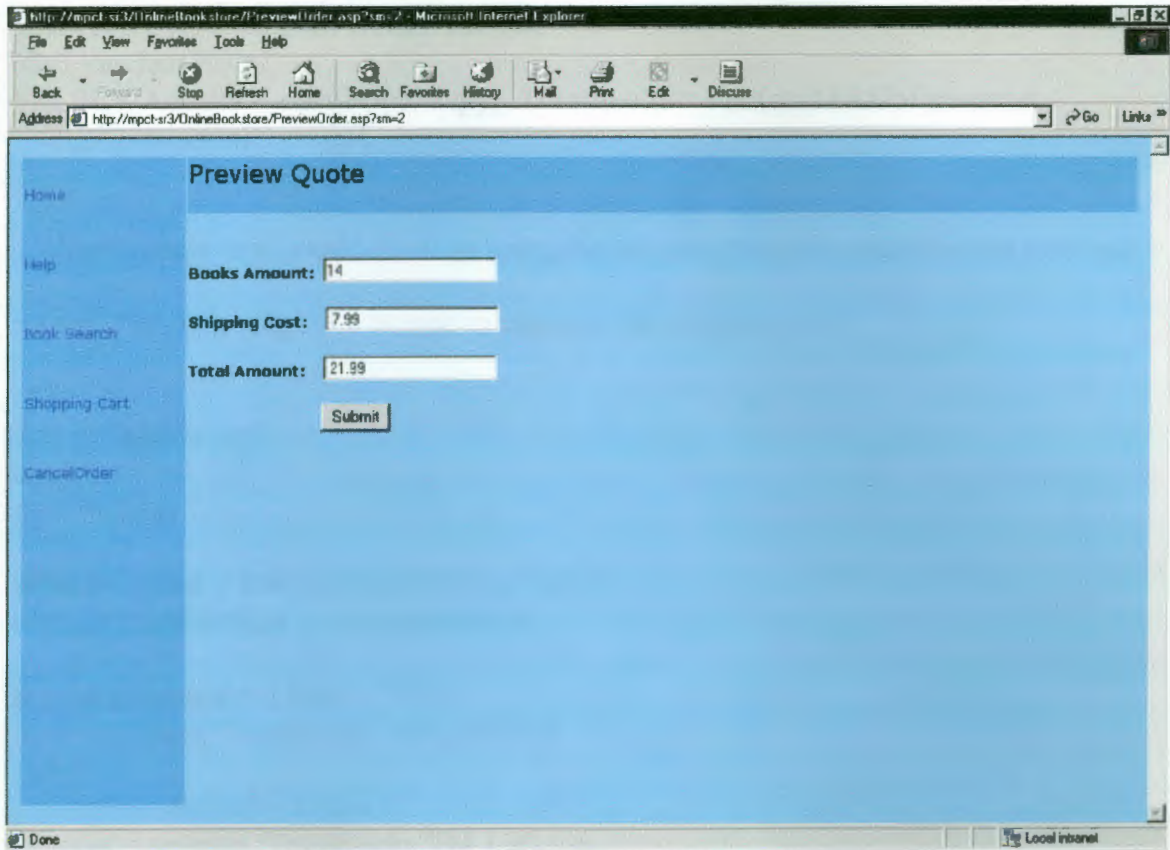 http://mpct-sr3/OnlineBookstore/PreviewOrder.asp?sm=2 - Microsoft Internet Explorer
File Edit View Favorites Tools Help
Back Forward Stop Refresh Home Search Favorites History Mail Print Edit Discuss
Address http://mpct-sr3/OnlineBookstore/PreviewOrder.asp?sm=2 Go Links »
Preview Quote
Home
Help
Book Search
Shopping Cart
CancelOrder
Books Amount: 14
Shipping Cost: 7.99
Total Amount: 21.99
Submit
Done
Local intranet